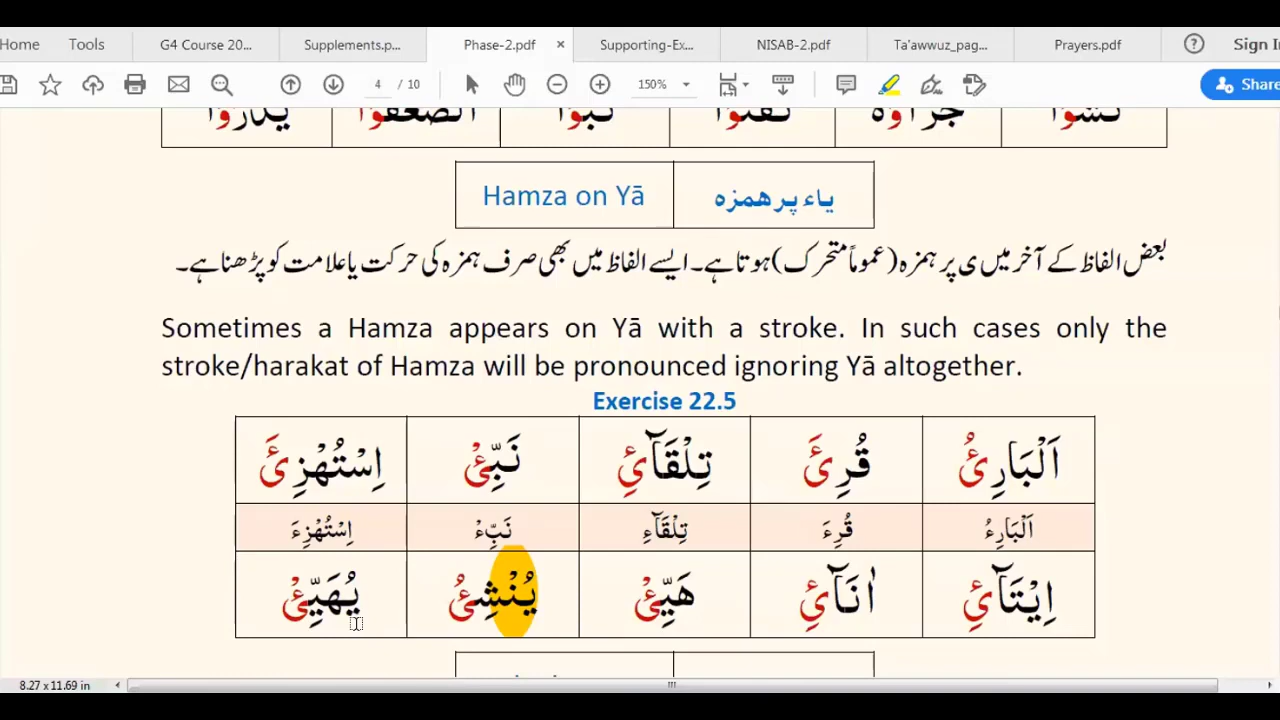 Home Tools G4 Course 20... Supplements.p... Phase-2.pdf × Supporting-Ex... NISAB-2.pdf Ta'awwuz_pag... Prayers.pdf ? Sign I
4 / 10 150% Share
Hamza on Yā یاء پر همزه
بعض الفاظ کے آخر میں ی پر ہمزہ (عموماً متحرک) ہوتا ہے۔ ایسے الفاظ میں بھی صرف ہمزہ کی حرکت یا علامت کو پڑھنا ہے۔
Sometimes a Hamza appears on Yā with a stroke. In such cases only the
stroke/harakat of Hamza will be pronounced ignoring Yā altogether.
Exercise 22.5
اَلْبَارِئُ قُرِئَ تِلْقَآئِ نَبِّئْ اِسْتُهْزِئَ
اَلْبَارِءُ قُرِءَ تِلْقَآءِ نَبِّءْ اِسْتُهْزِءَ
اِيْتَآئِ اٰنَآئِ هَيِّئْ يُنْشِئُ يُهَيِّئْ
8.27 x 11.69 in